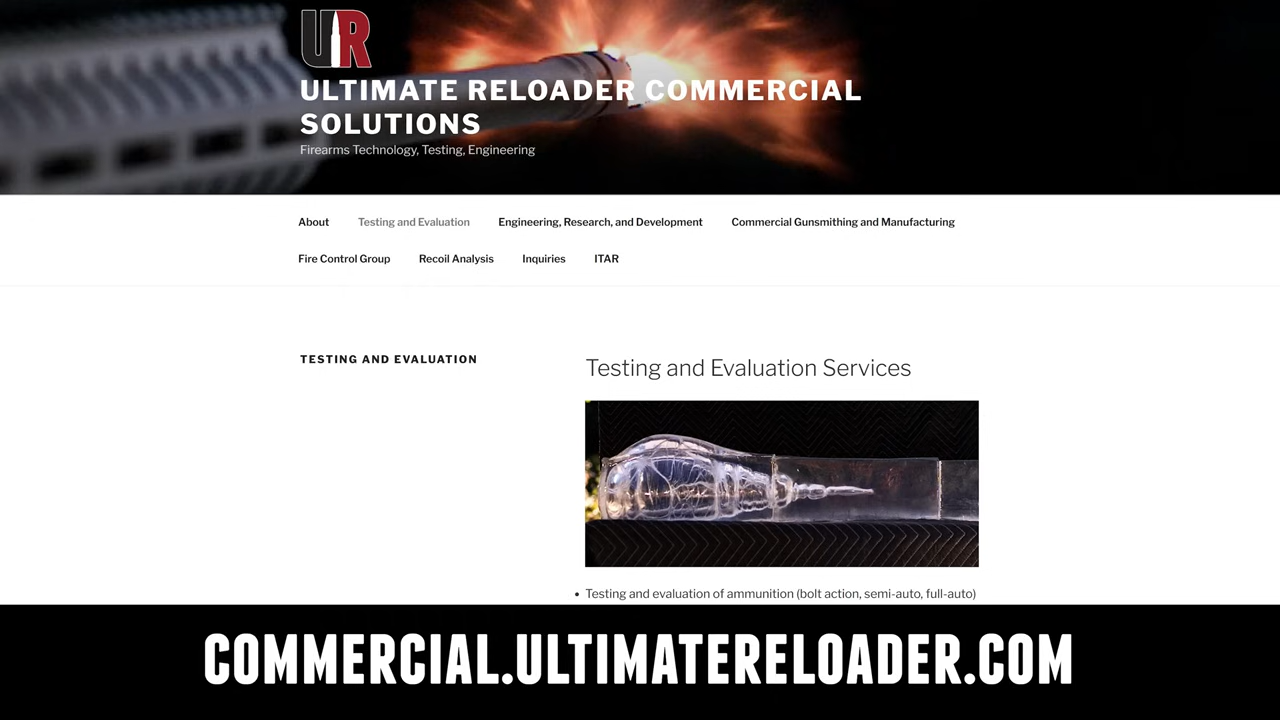 UR
ULTIMATE RELOADER COMMERCIAL
SOLUTIONS
Firearms Technology, Testing, Engineering
About Testing and Evaluation Engineering, Research, and Development Commercial Gunsmithing and Manufacturing
Fire Control Group Recoil Analysis Inquiries ITAR
TESTING AND EVALUATION
Testing and Evaluation Services
• Testing and evaluation of ammunition (bolt action, semi-auto, full-auto)
COMMERCIAL.ULTIMATERELOADER.COM